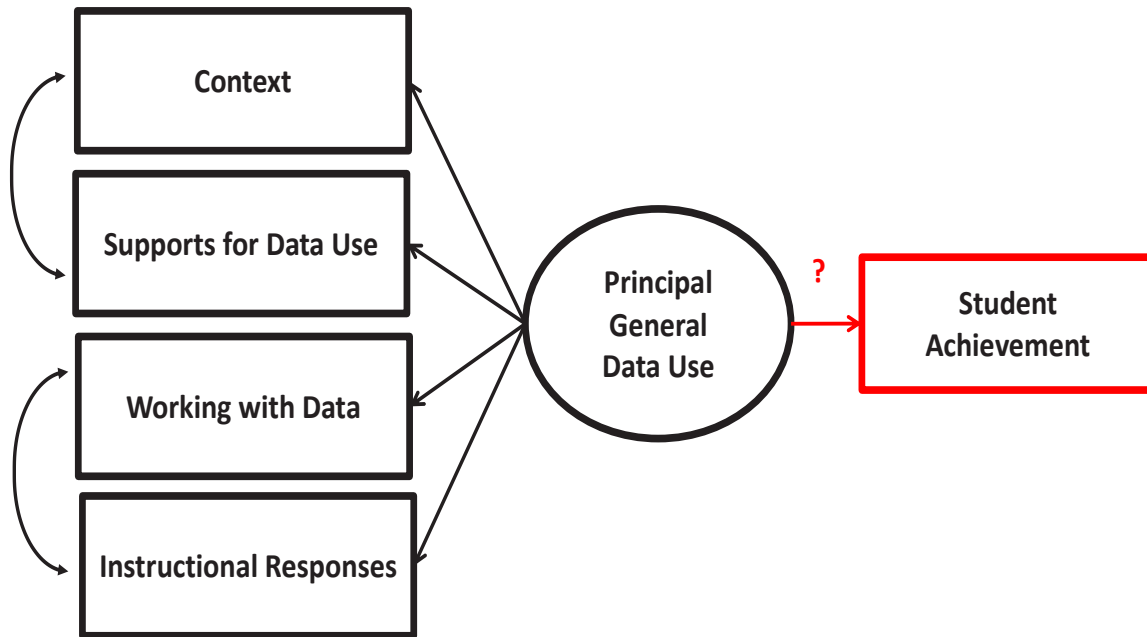 Context
Supports for Data Use
Working with Data
Instructional Responses
Principal
General
Data Use
?
Student
Achievement